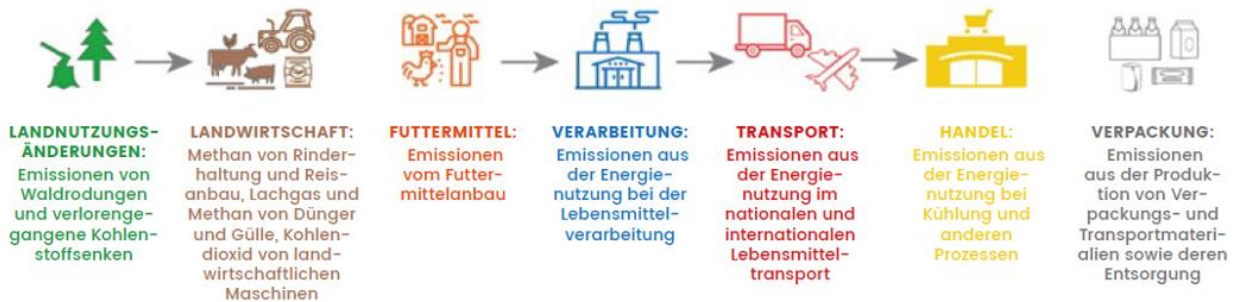 LANDNUTZUNGS-
ÄNDERUNGEN:
Emissionen von
Waldrodungen
und verlorenge-
gangene Kohlen-
stoffsenken
LANDWIRTSCHAFT:
Methan von Rinder-
haltung und Reis-
anbau, Lachgas und
Methan von Dünger
und Gülle, Kohlen-
dioxid von land-
wirtschaftlichen
Maschinen
FUTTERMITTEL:
Emissionen
vom Futter-
mittelanbau
VERARBEITUNG:
Emissionen aus
der Energie-
nutzung bei der
Lebensmittel-
verarbeitung
TRANSPORT:
Emissionen aus
der Energie-
nutzung im
nationalen und
internationalen
Lebensmittel-
transport
HANDEL:
Emissionen aus
der Energie-
nutzung bei
Kühlung und
anderen
Prozessen
VERPACKUNG:
Emissionen
aus der Produk-
tion von Ver-
packungs- und
Transportmateri-
alien sowie deren
Entsorgung